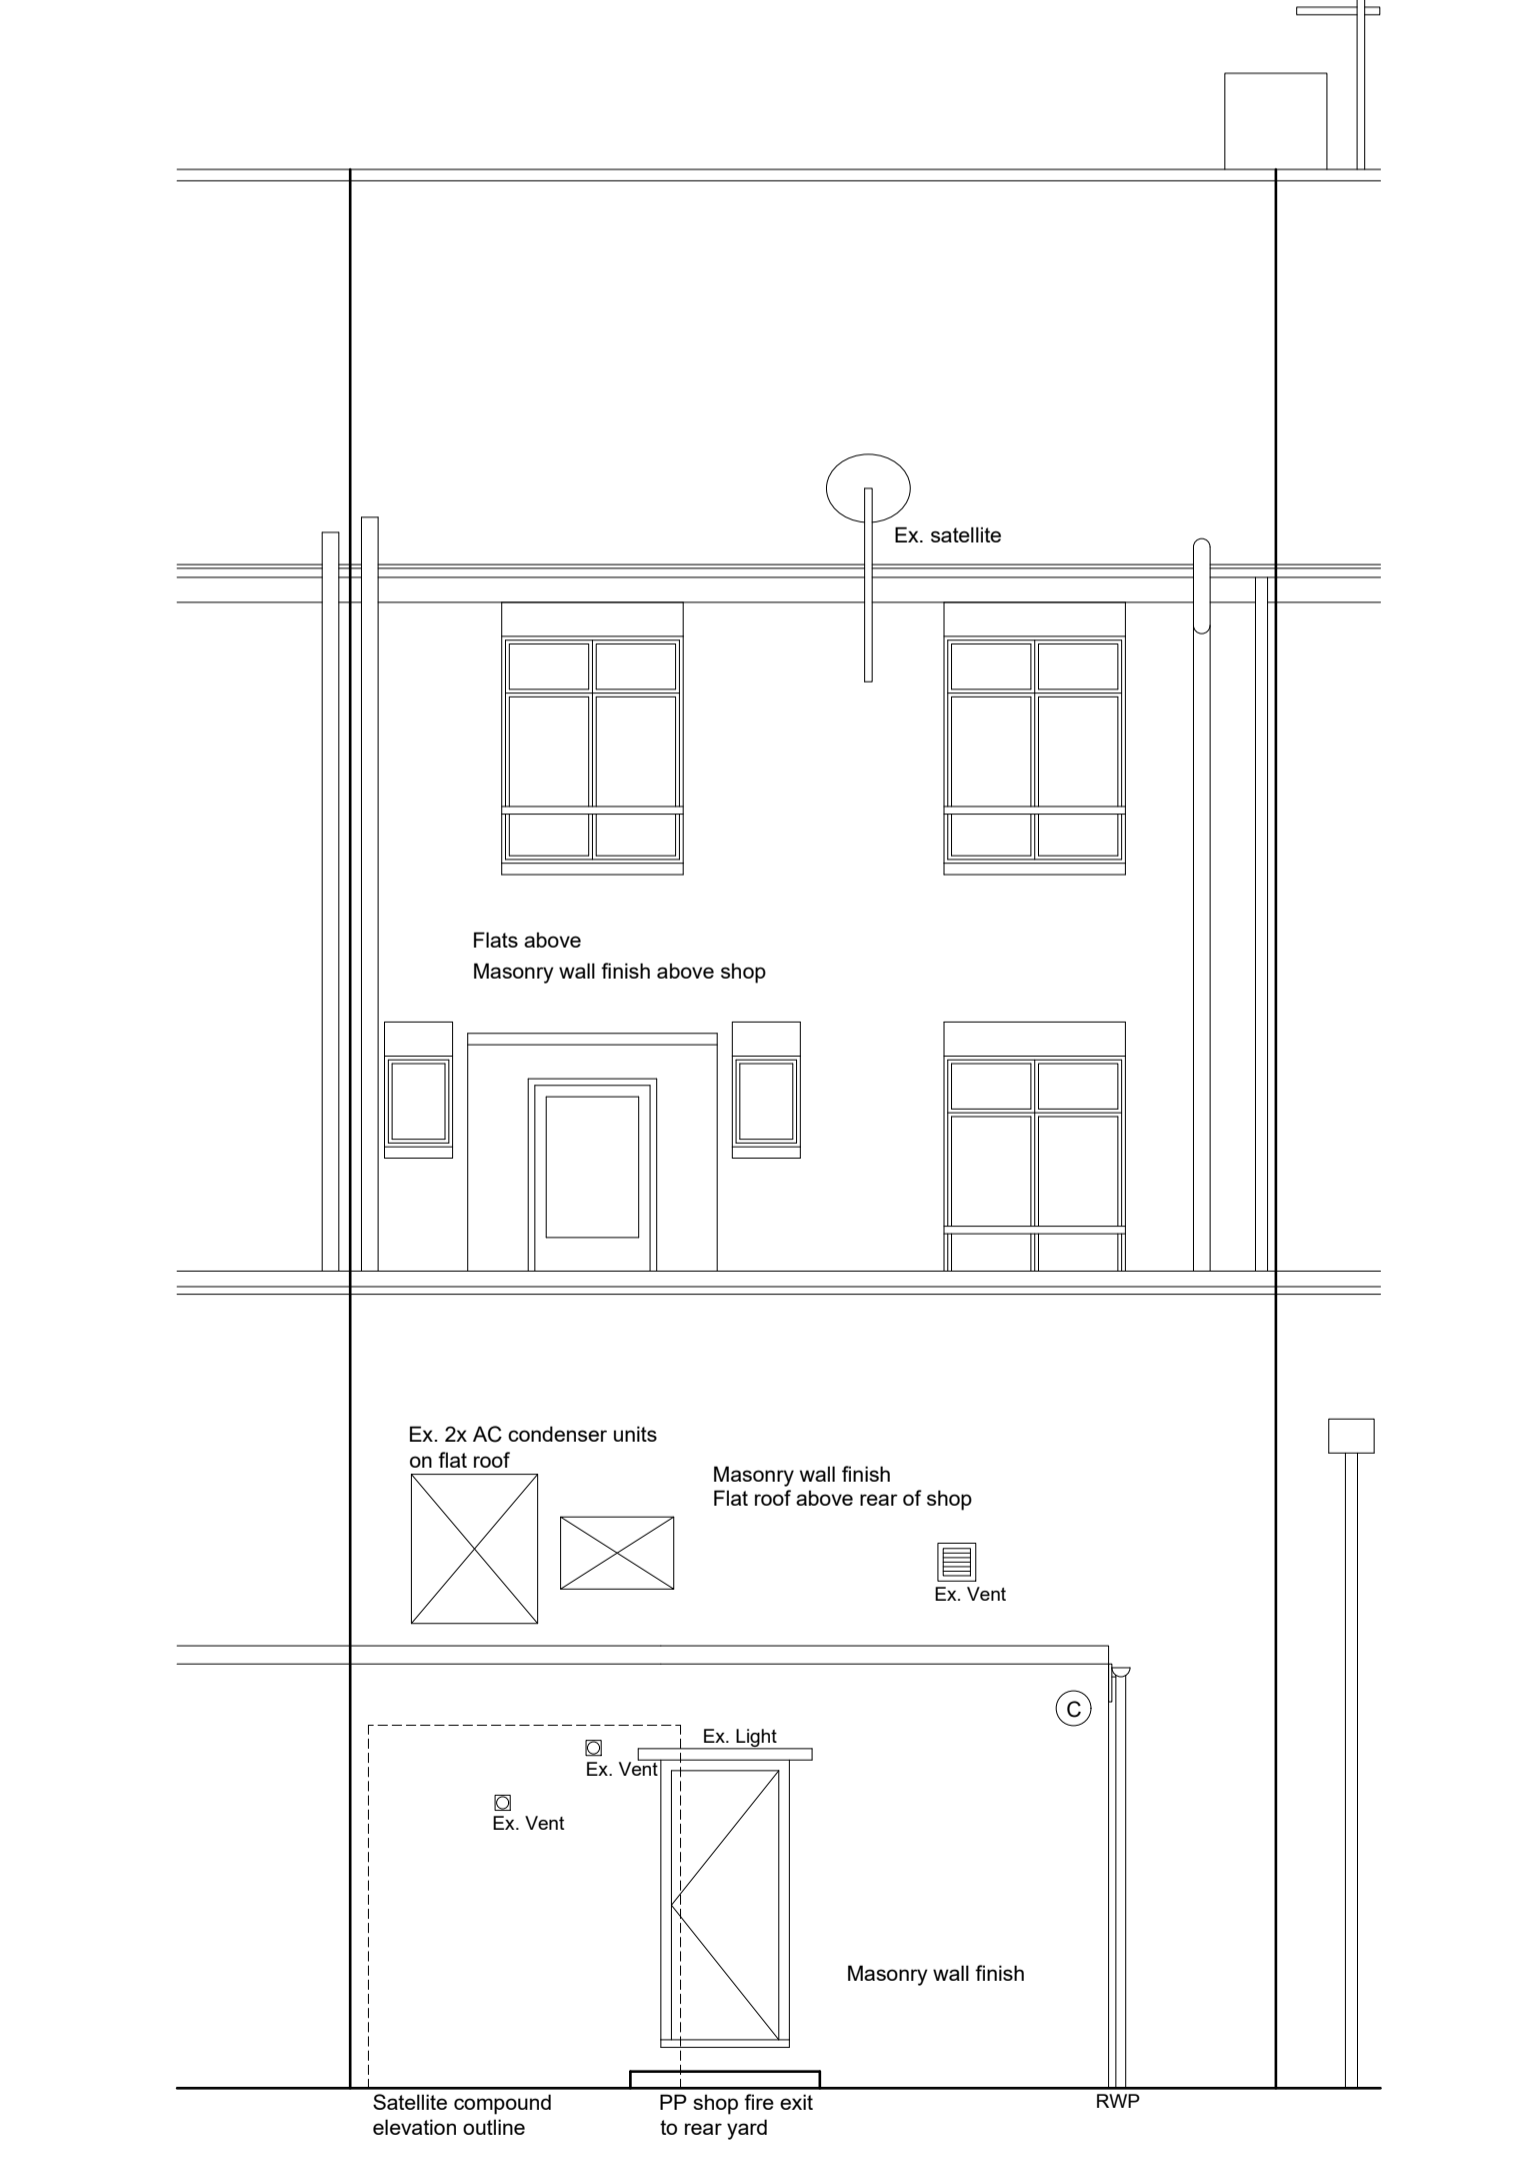 Ex. satellite
Flats above
Masonry wall finish above shop
Ex. 2x AC condenser units
on flat roof
Masonry wall finish
Flat roof above rear of shop
Ex. Vent
C
Ex. Light
Ex. Vent
Ex. Vent
Masonry wall finish
Satellite compound
elevation outline
PP shop fire exit
to rear yard
RWP